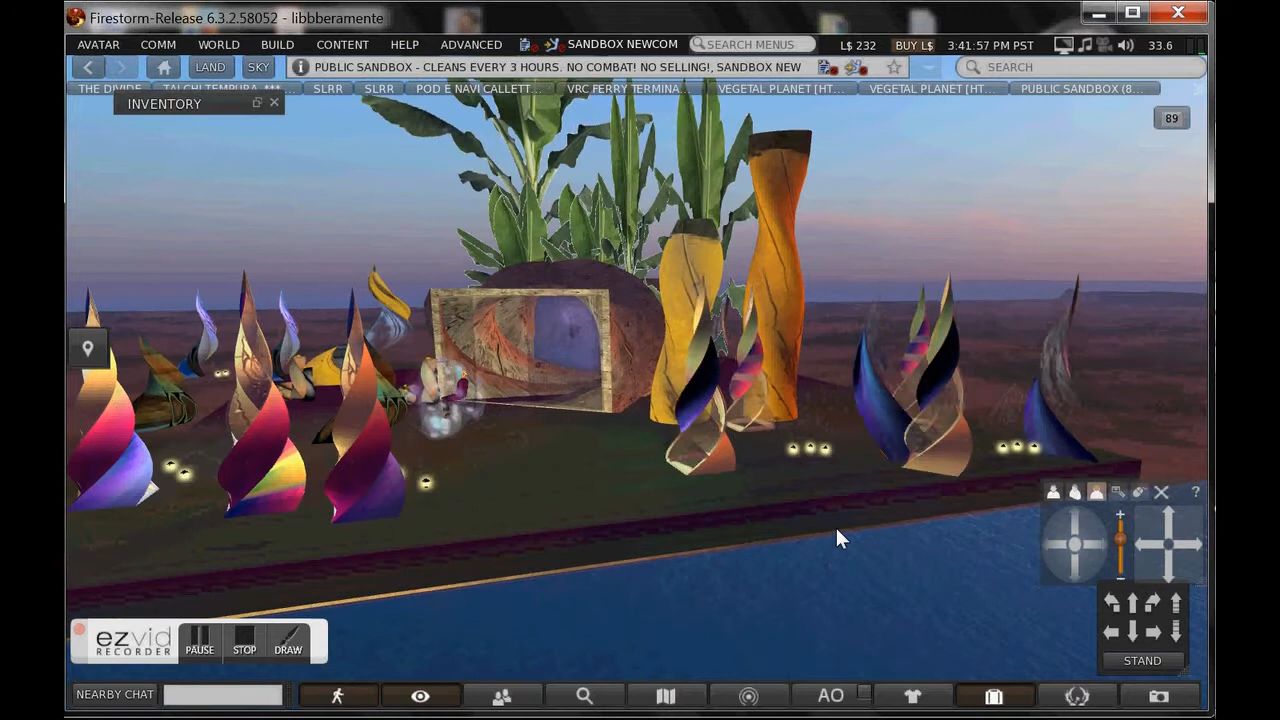 Firestorm-Release 6.3.2.58052 - libbberamente
AVATAR COMM WORLD BUILD CONTENT HELP ADVANCED SANDBOX NEWCOM SEARCH MENUS L$ 232 BUY L$ 3:41:57 PM PST 33.6
LAND SKY PUBLIC SANDBOX - CLEANS EVERY 3 HOURS. NO COMBAT! NO SELLING!, SANDBOX NEW SEARCH
THE DIVIDE TAI CHI TEMPURA, ***... SLRR SLRR POD E NAVI CALLETT... VRC FERRY TERMINA... VEGETAL PLANET [HT... VEGETAL PLANET [HT... PUBLIC SANDBOX (8...
INVENTORY
89
?
ezvid
RECORDER
PAUSE STOP DRAW
STAND
NEARBY CHAT AO